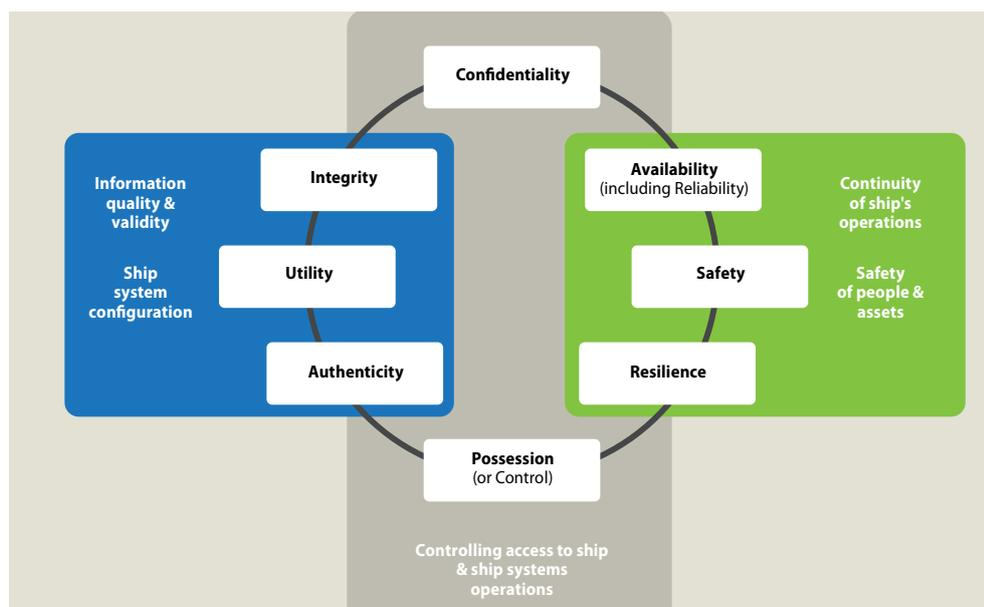 Confidentiality
Information
quality &
validity
Ship
system
configuration
Integrity
Utility
Authenticity
Availability
(including Reliability)
Safety
Resilience
Continuity
of ship's
operations
Safety
of people &
assets
Possession
(or Control)
Controlling access to ship
& ship systems
operations